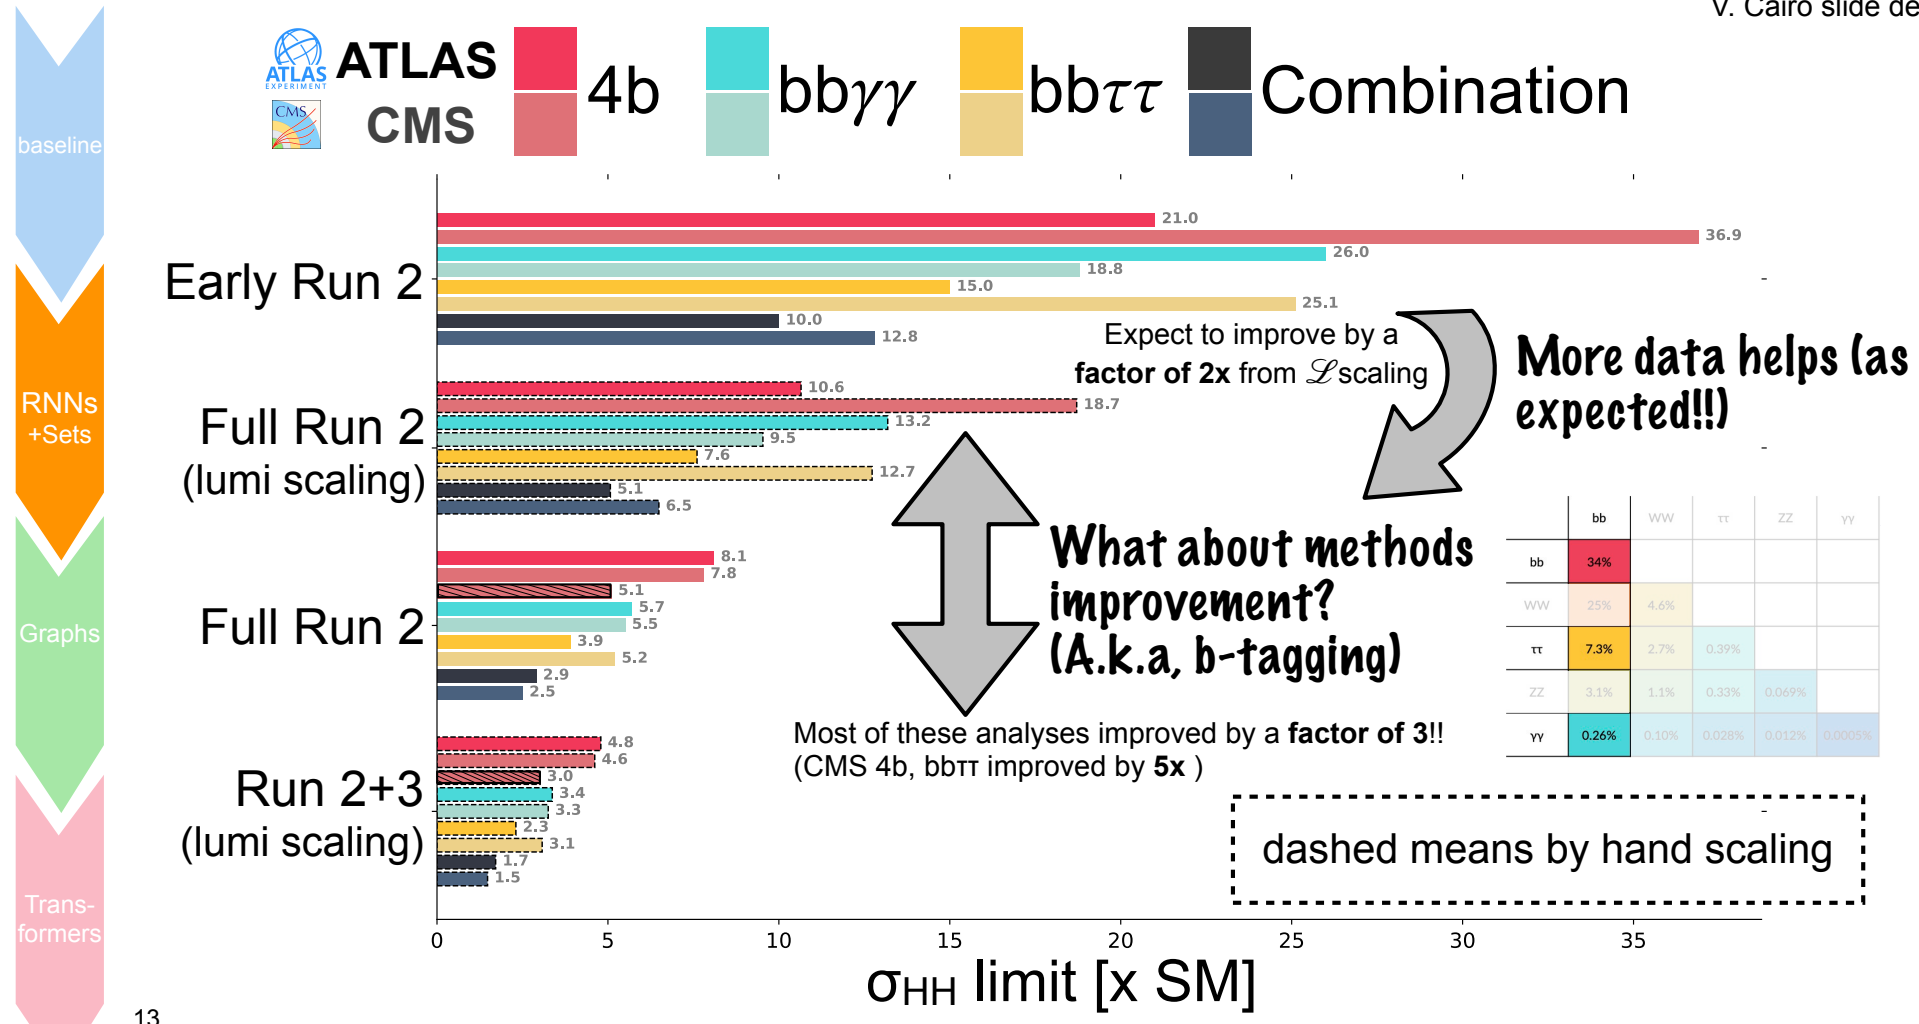 V. Cairo slide de
baseline
RNNs
+Sets
Graphs
Trans-
formers
ATLAS
EXPERIMENT
CMS
ATLAS
CMS
4b
bbγγ
bbττ
Combination
Early Run 2
21.0
36.9
26.0
18.8
15.0
25.1
10.0
12.8
Expect to improve by a
factor of 2x from ℒ scaling
More data helps (as
expected!!)
Full Run 2
(lumi scaling)
10.6
18.7
13.2
9.5
7.6
12.7
5.1
6.5
What about methods
improvement?
(A.k.a, b-tagging)
Full Run 2
8.1
7.8
5.1
5.7
5.5
3.9
5.2
2.9
2.5
Most of these analyses improved by a factor of 3!!
(CMS 4b, bbττ improved by 5x )
bb WW ττ ZZ γγ
bb 34%
WW 25% 4.6%
ττ 7.3% 2.7% 0.39%
ZZ 3.1% 1.1% 0.33% 0.069%
γγ 0.26% 0.10% 0.028% 0.012% 0.0005%
Run 2+3
(lumi scaling)
4.8
4.6
3.0
3.4
3.3
2.3
3.1
1.7
1.5
dashed means by hand scaling
0 5 10 15 20 25 30 35
σHH limit [x SM]
13